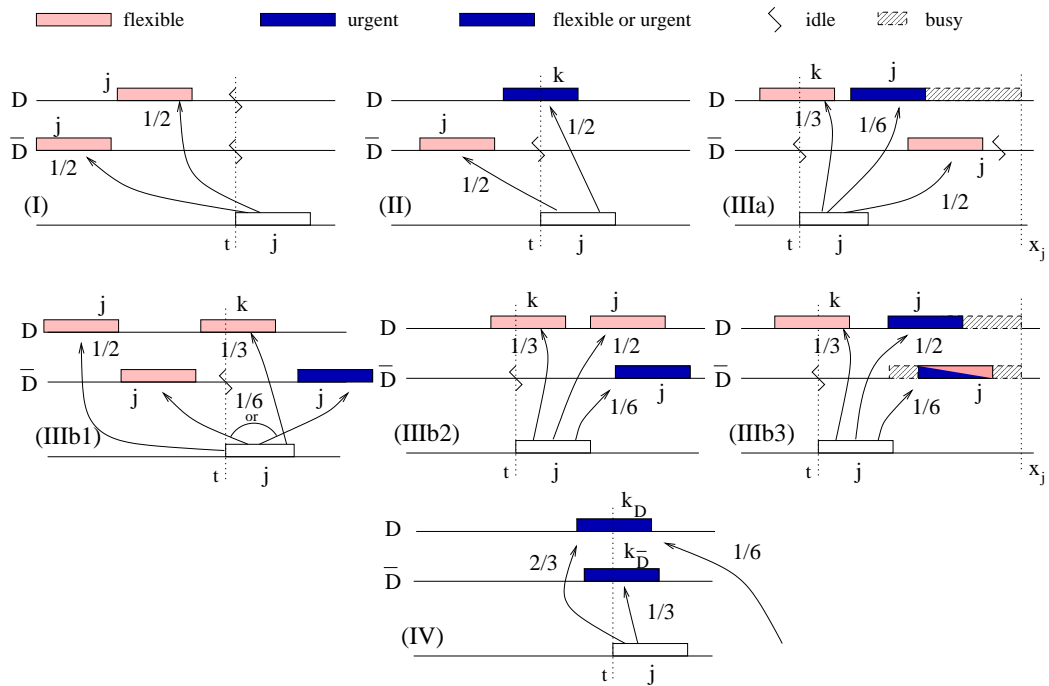 flexible urgent flexible or urgent idle busy
j k k j
D 1/2 D 1/2 D 1/3 1/6
j j
D̅ 1/2 D̅ 1/2 D̅ j 1/2
(I) (II) (IIIa)
t j t j t j x_j
j k k j k j
D 1/2 1/3 D 1/3 1/2 D 1/3 1/2
D̅ j 1/6 or j D̅ 1/6 j D̅ 1/6 j
(IIIb1) (IIIb2) (IIIb3)
t j t j t j x_j
k_D
D 2/3 1/6
k_D̅
D̅ 1/3
(IV)
t j